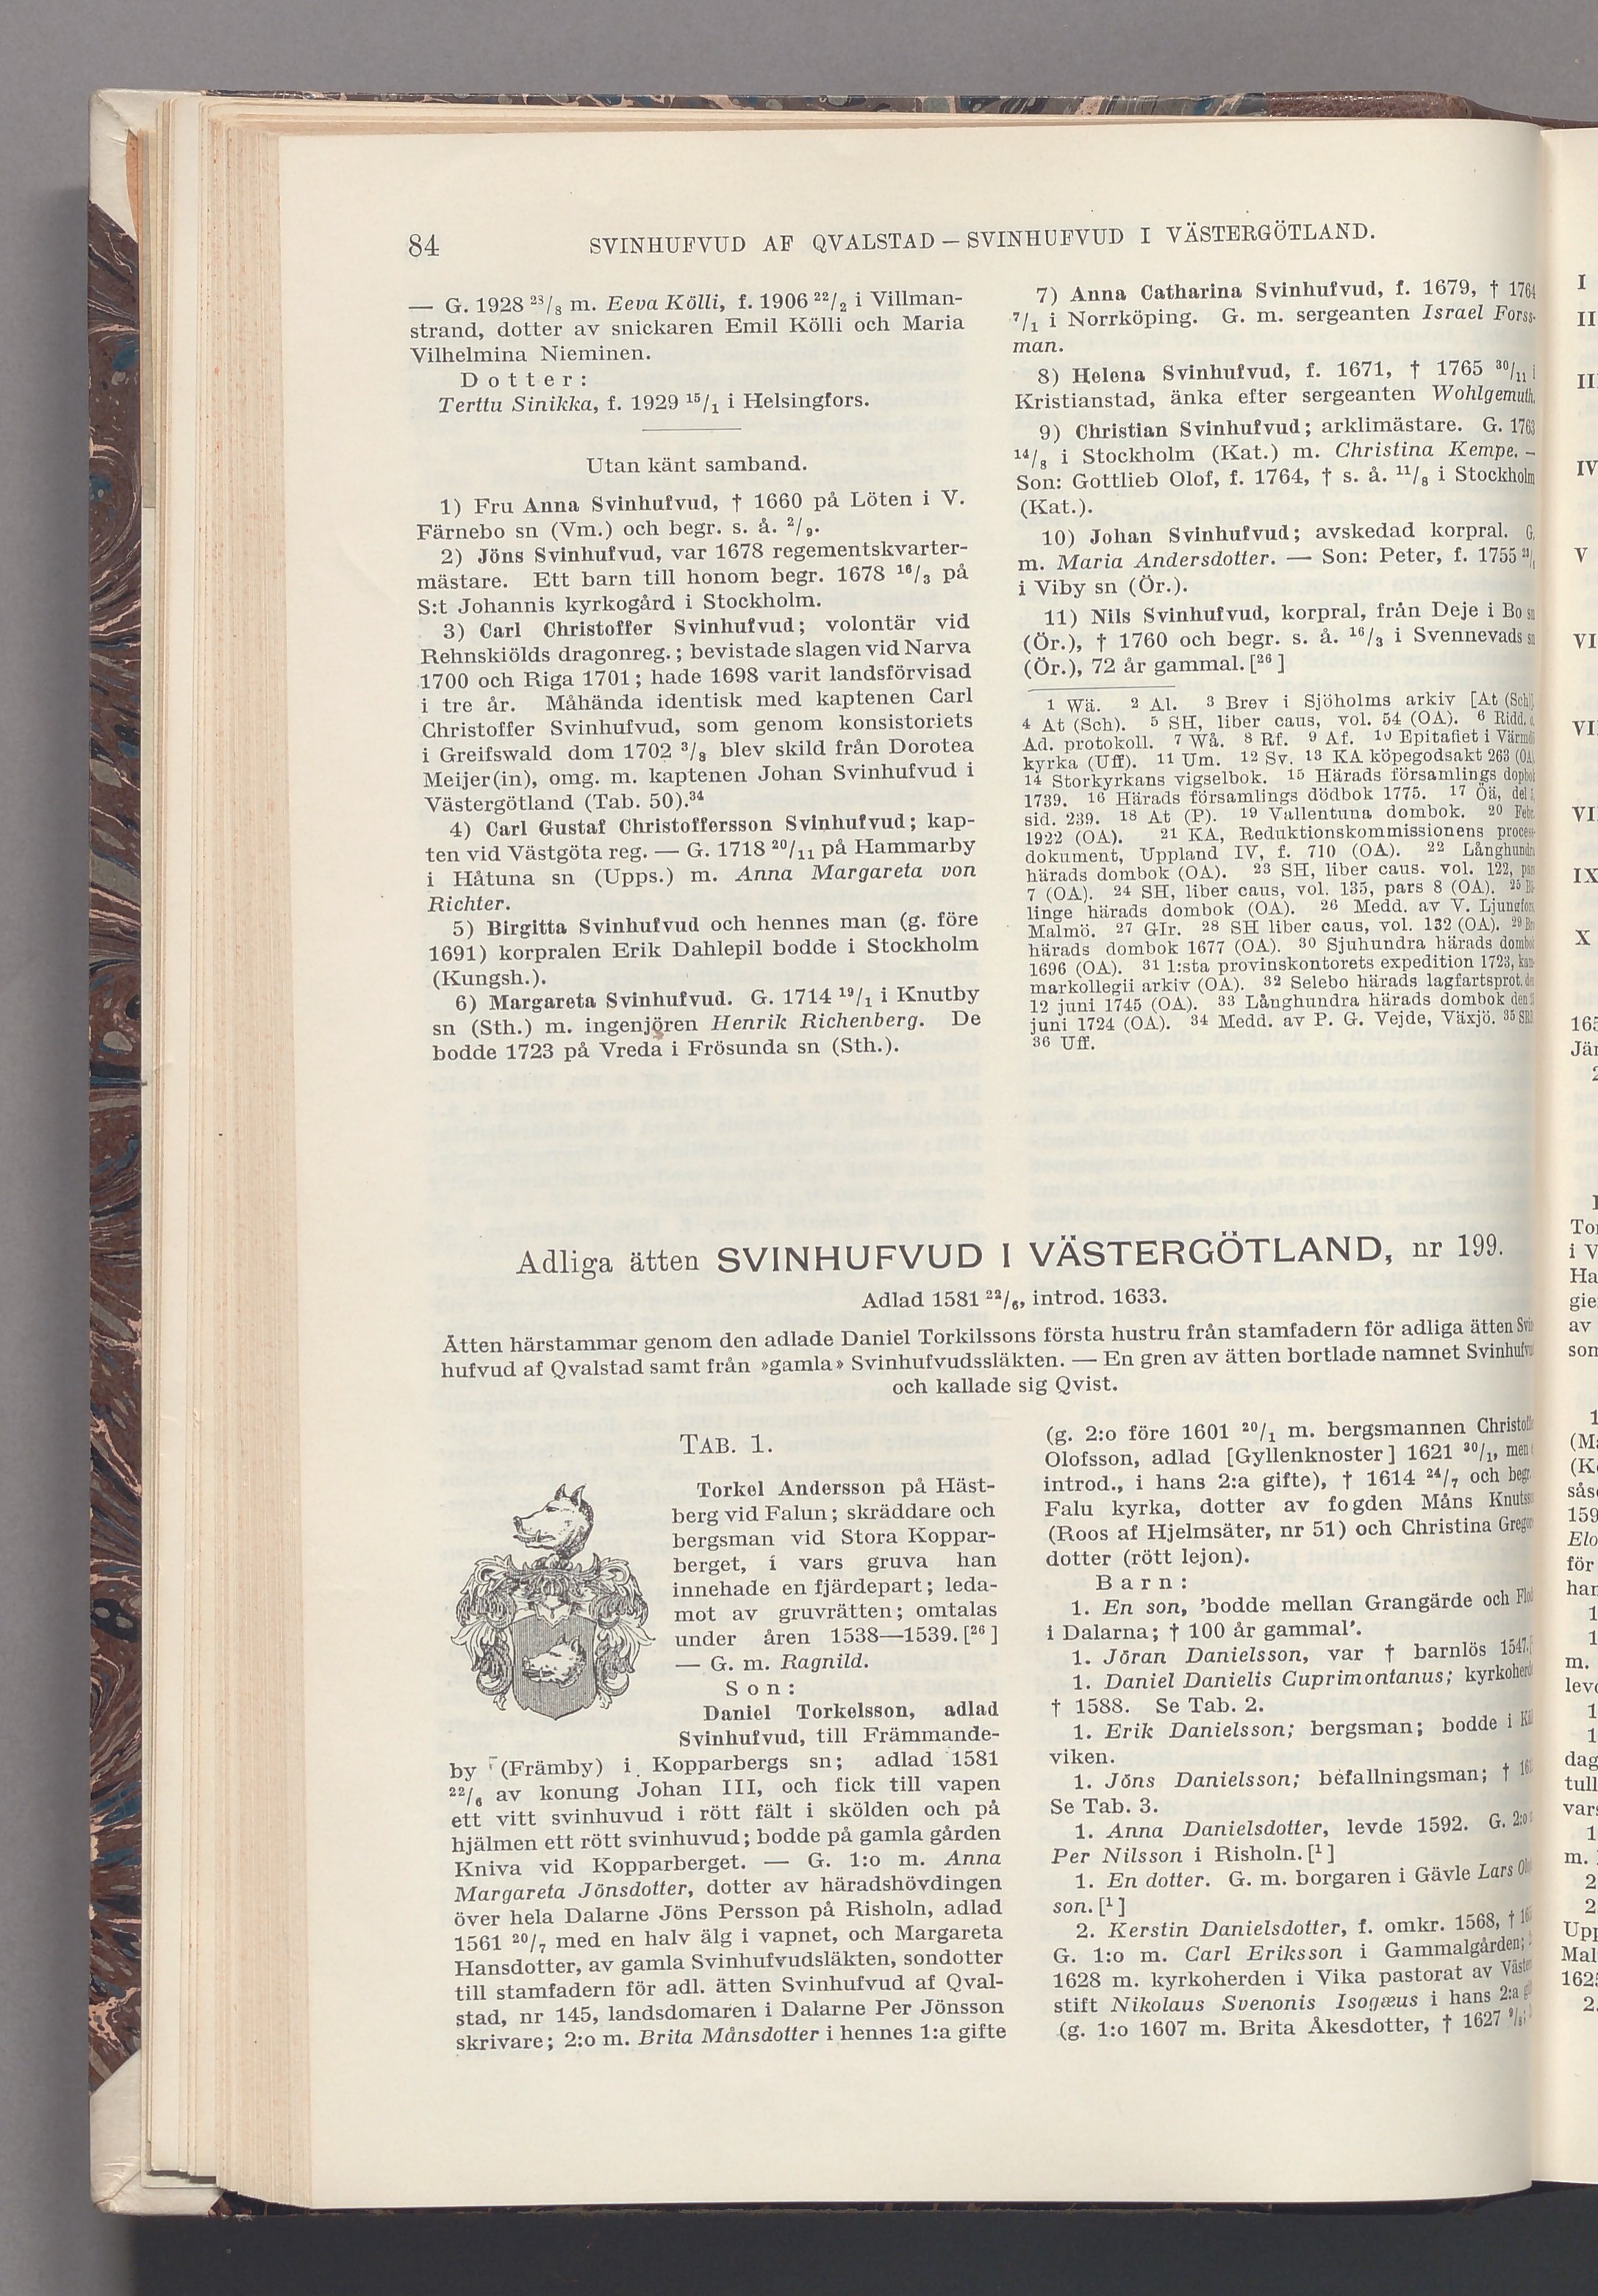 84
SVINHUFVUD AF QVALSTAD – SVINHUFVUD I VÄSTERGÖTLAND.
— G. 1928 ²³/₈ m. Eeva Kölli, f. 1906 ²²/₂ i Villman-
strand, dotter av snickaren Emil Kölli och Maria
Vilhelmina Nieminen.
Dotter:
Terttu Sinikka, f. 1929 ¹⁵/₁ i Helsingfors.
Utan känt samband.
1) Fru Anna Svinhufvud, † 1660 på Löten i V.
Färnebo sn (Vm.) och begr. s. å. ²/₉.
2) Jöns Svinhufvud, var 1678 regementskvarter-
mästare. Ett barn till honom begr. 1678 ¹⁶/₃ på
S:t Johannis kyrkogård i Stockholm.
3) Carl Christoffer Svinhufvud; volontär vid
Rehnskiölds dragonreg.; bevistade slagen vid Narva
1700 och Riga 1701; hade 1698 varit landsförvisad
i tre år. Måhända identisk med kaptenen Carl
Christoffer Svinhufvud, som genom konsistoriets
i Greifswald dom 1702 ³/₈ blev skild från Dorotea
Meijer(in), omg. m. kaptenen Johan Svinhufvud i
Västergötland (Tab. 50).³⁴
4) Carl Gustaf Christoffersson Svinhufvud; kap-
ten vid Västgöta reg. — G. 1718 ²⁰/₁₁ på Hammarby
i Håtuna sn (Upps.) m. Anna Margareta von
Richter.
5) Birgitta Svinhufvud och hennes man (g. före
1691) korpralen Erik Dahlepil bodde i Stockholm
(Kungsh.).
6) Margareta Svinhufvud. G. 1714 ¹⁹/₁ i Knutby
sn (Sth.) m. ingenjören Henrik Richenberg. De
bodde 1723 på Vreda i Frösunda sn (Sth.).
7) Anna Catharina Svinhufvud, f. 1679, † 1764
⁷/₁ i Norrköping. G. m. sergeanten Israel Forss-
man.
8) Helena Svinhufvud, f. 1671, † 1765 ³⁰/₁₁ i
Kristianstad, änka efter sergeanten Wohlgemuth.
9) Christian Svinhufvud; arklimästare. G. 1763
¹⁴/₈ i Stockholm (Kat.) m. Christina Kempe. –
Son: Gottlieb Olof, f. 1764, † s. å. ¹¹/₈ i Stockholm
(Kat.).
10) Johan Svinhufvud; avskedad korpral. G.
m. Maria Andersdotter. — Son: Peter, f. 1755
i Viby sn (Ör.).
11) Nils Svinhufvud, korpral, från Deje i Bo sn
(Ör.), † 1760 och begr. s. å. ¹⁶/₃ i Svennevads sn
(Ör.), 72 år gammal. [²⁶]
1 Wä. 2 Al. 3 Brev i Sjöholms arkiv [At (Sch)].
4 At (Sch). 5 SH, liber caus, vol. 54 (OA). 6 Ridd. o.
Ad. protokoll. 7 Wå. 8 Rf. 9 Af. 10 Epitafiet i Värmdö
kyrka (Uff). 11 Um. 12 Sv. 13 KA köpegodsakt 263 (OA).
14 Storkyrkans vigselbok. 15 Härads församlings dopbok
1739. 16 Härads församlings dödbok 1775. 17 Öä, del
sid. 239. 18 At (P). 19 Vallentuna dombok. 20 Febr.
1922 (OA). 21 KA, Reduktionskommissionens process-
dokument, Uppland IV, f. 710 (OA). 22 Långhundra
härads dombok (OA). 23 SH, liber caus. vol. 122, pars
7 (OA). 24 SH, liber caus, vol. 135, pars 8 (OA). 25
linge härads dombok (OA). 26 Medd. av V. Ljungfors,
Malmö. 27 GIr. 28 SH liber caus, vol. 132 (OA). 29 Bro
härads dombok 1677 (OA). 30 Sjuhundra härads dombok
1696 (OA). 31 1:sta provinskontorets expedition 1723, kam-
markollegii arkiv (OA). 32 Selebo härads lagfartsprot. den
12 juni 1745 (OA). 33 Långhundra härads dombok den
juni 1724 (OA). 34 Medd. av P. G. Vejde, Växjö. 35
36 Uff.
Adliga ätten SVINHUFVUD I VÄSTERGÖTLAND, nr 199.
Adlad 1581 ²²/₆, introd. 1633.
Ätten härstammar genom den adlade Daniel Torkilssons första hustru från stamfadern för adliga ätten Svin-
hufvud af Qvalstad samt från »gamla» Svinhufvudssläkten. — En gren av ätten bortlade namnet Svinhufvud
och kallade sig Qvist.
TAB. 1.
Torkel Andersson på Häst-
berg vid Falun; skräddare och
bergsman vid Stora Koppar-
berget, i vars gruva han
innehade en fjärdepart; leda-
mot av gruvrätten; omtalas
under åren 1538—1539. [²⁶]
— G. m. Ragnild.
Son:
Daniel Torkelsson, adlad
Svinhufvud, till Främmande-
by (Främby) i Kopparbergs sn; adlad 1581
²²/₆ av konung Johan III, och fick till vapen
ett vitt svinhuvud i rött fält i skölden och på
hjälmen ett rött svinhuvud; bodde på gamla gården
Kniva vid Kopparberget. — G. 1:o m. Anna
Margareta Jönsdotter, dotter av häradshövdingen
över hela Dalarne Jöns Persson på Risholn, adlad
1561 ²⁰/₇ med en halv älg i vapnet, och Margareta
Hansdotter, av gamla Svinhufvudsläkten, sondotter
till stamfadern för adl. ätten Svinhufvud af Qval-
stad, nr 145, landsdomaren i Dalarne Per Jönsson
skrivare; 2:o m. Brita Månsdotter i hennes 1:a gifte
(g. 2:o före 1601 ²⁰/₁ m. bergsmannen Christoffer
Olofsson, adlad [Gyllenknoster] 1621 ³⁰/₁, men
introd., i hans 2:a gifte), † 1614 ²⁴/₇ och begr.
Falu kyrka, dotter av fogden Måns Knutsson
(Roos af Hjelmsäter, nr 51) och Christina Gregers-
dotter (rött lejon).
Barn:
1. En son, ’bodde mellan Grangärde och
i Dalarna; † 100 år gammal’.
1. Jöran Danielsson, var † barnlös 1547.
1. Daniel Danielis Cuprimontanus; kyrkoherde
† 1588. Se Tab. 2.
1. Erik Danielsson; bergsman; bodde i
viken.
1. Jöns Danielsson; befallningsman; †
Se Tab. 3.
1. Anna Danielsdotter, levde 1592. G. 2:o
Per Nilsson i Risholn. [¹]
1. En dotter. G. m. borgaren i Gävle Lars
son. [¹]
2. Kerstin Danielsdotter, f. omkr. 1568, †
G. 1:o m. Carl Eriksson i Gammalgården;
1628 m. kyrkoherden i Vika pastorat av
stift Nikolaus Svenonis Isogæus i hans 2:a
(g. 1:o 1607 m. Brita Åkesdotter, † 1627
I
II
III
IV
V
VI
VII
VII
IX
X